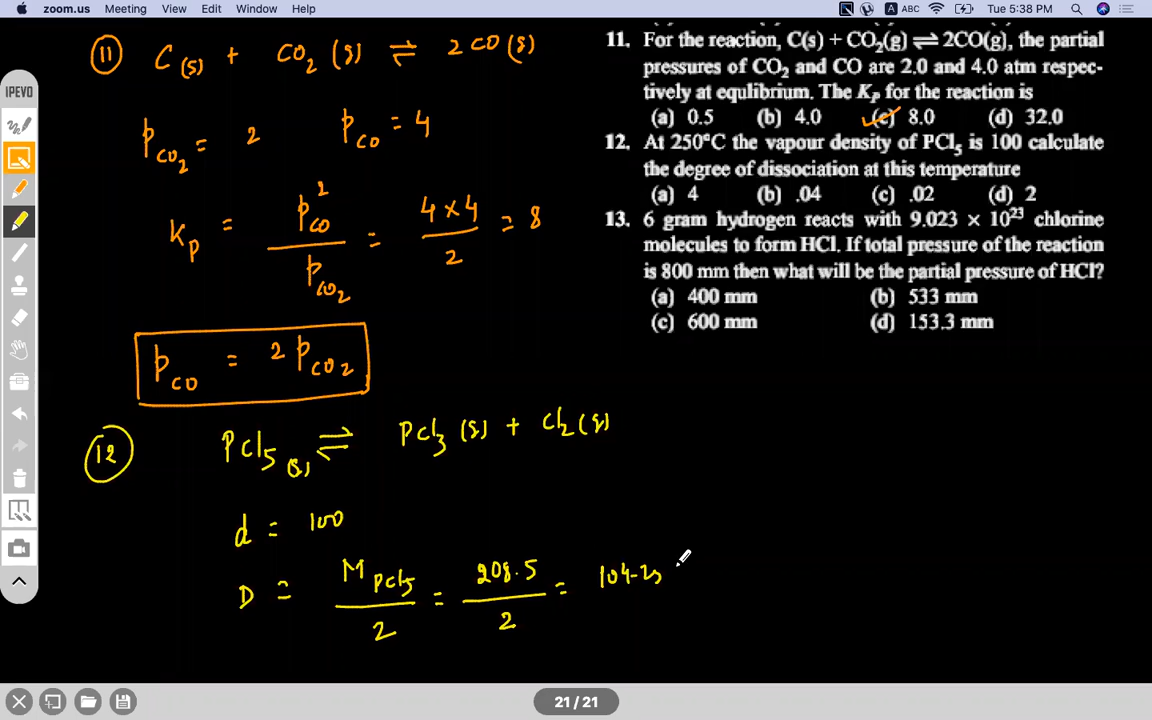 zoom.us Meeting View Edit Window Help ABC Tue 5:38 PM
IPEVO
(11) C(s) + CO2 (g) ⇌ 2 CO (g)
pCO2 = 2 pCO = 4
Kp = p²CO / pCO2 = 4 × 4 / 2 = 8
pCO = 2 pCO2
(12) PCl5 (g) ⇌ PCl3 (g) + Cl2 (g)
d = 100
D = M PCl5 / 2 = 208.5 / 2 = 104.25
11. For the reaction, C(s) + CO₂(g) ⇌ 2CO(g), the partial
pressures of CO₂ and CO are 2.0 and 4.0 atm respec-
tively at equlibrium. The Kₚ for the reaction is
(a) 0.5 (b) 4.0 (c) 8.0 (d) 32.0
12. At 250°C the vapour density of PCl₅ is 100 calculate
the degree of dissociation at this temperature
(a) 4 (b) .04 (c) .02 (d) 2
13. 6 gram hydrogen reacts with 9.023 × 10²³ chlorine
molecules to form HCl. If total pressure of the reaction
is 800 mm then what will be the partial pressure of HCl?
(a) 400 mm (b) 533 mm
(c) 600 mm (d) 153.3 mm
21 / 21